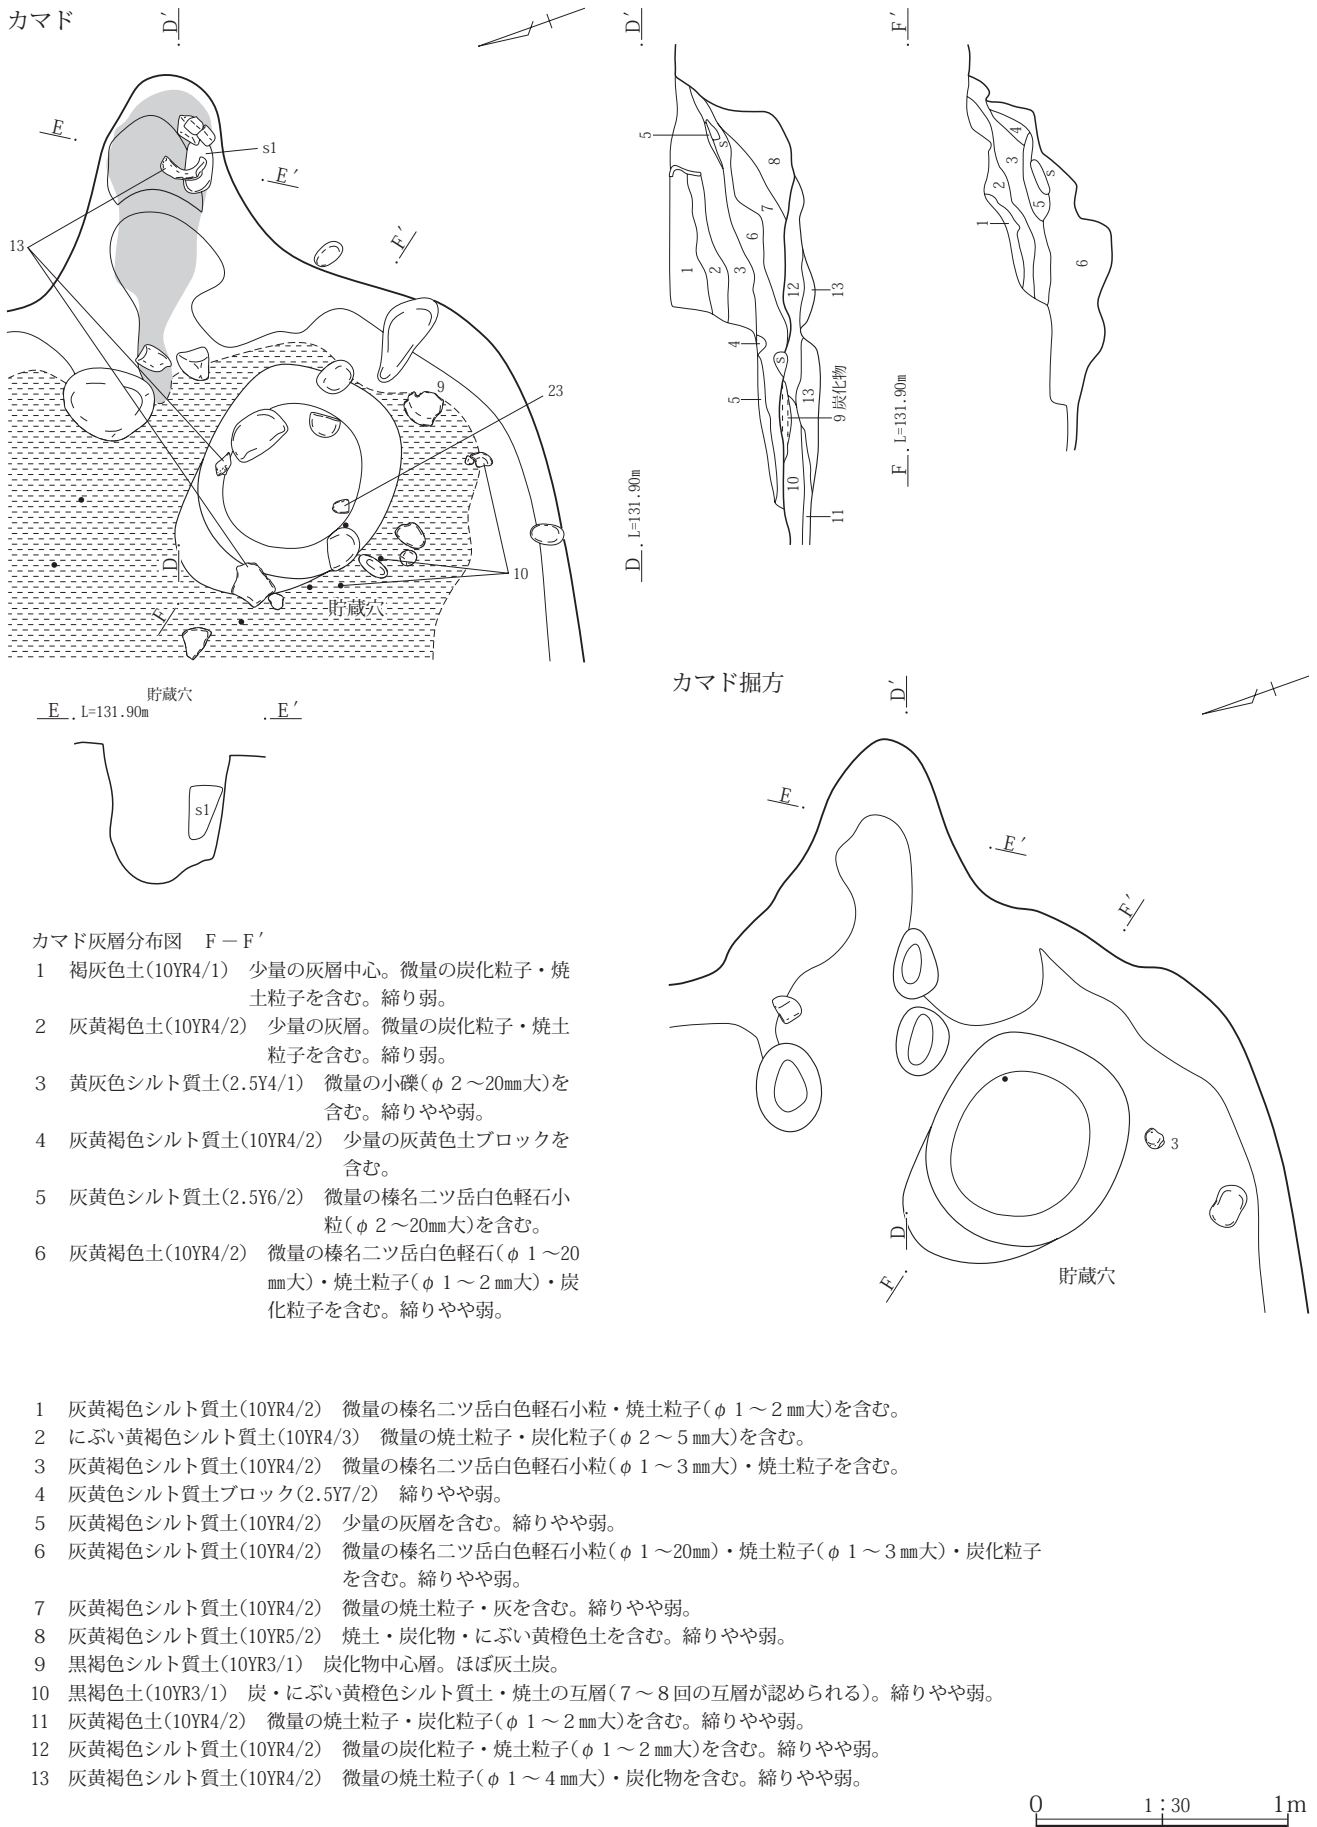 カマド
D′
E
s1
E′
F′
13
9
23
10
D
F
貯蔵穴
D′
5
s
8
7
6
1
2
3
12
13
4
s
5
13
9 炭化物
10
11
D L=131.90m
F′
4
3
s
2
5
1
6
F L=131.90m
貯蔵穴
E L=131.90m E′
s1
カマド掘方
D′
E
E′
F′
3
D
F
貯蔵穴
カマド灰層分布図 F－F′
1 褐灰色土(10YR4/1) 少量の灰層中心。微量の炭化粒子・焼
土粒子を含む。締り弱。
2 灰黄褐色土(10YR4/2) 少量の灰層。微量の炭化粒子・焼土
粒子を含む。締り弱。
3 黄灰色シルト質土(2.5Y4/1) 微量の小礫(φ２～20㎜大)を
含む。締りやや弱。
4 灰黄褐色シルト質土(10YR4/2) 少量の灰黄色土ブロックを
含む。
5 灰黄色シルト質土(2.5Y6/2) 微量の榛名二ツ岳白色軽石小
粒(φ２～20㎜大)を含む。
6 灰黄褐色土(10YR4/2) 微量の榛名二ツ岳白色軽石(φ１～20
㎜大)・焼土粒子(φ１～２㎜大)・炭
化粒子を含む。締りやや弱。
1 灰黄褐色シルト質土(10YR4/2) 微量の榛名二ツ岳白色軽石小粒・焼土粒子(φ１～２㎜大)を含む。
2 にぶい黄褐色シルト質土(10YR4/3) 微量の焼土粒子・炭化粒子(φ２～５㎜大)を含む。
3 灰黄褐色シルト質土(10YR4/2) 微量の榛名二ツ岳白色軽石小粒(φ１～３㎜大)・焼土粒子を含む。
4 灰黄色シルト質土ブロック(2.5Y7/2) 締りやや弱。
5 灰黄褐色シルト質土(10YR4/2) 少量の灰層を含む。締りやや弱。
6 灰黄褐色シルト質土(10YR4/2) 微量の榛名二ツ岳白色軽石小粒(φ１～20㎜)・焼土粒子(φ１～３㎜大)・炭化粒子
を含む。締りやや弱。
7 灰黄褐色シルト質土(10YR4/2) 微量の焼土粒子・灰を含む。締りやや弱。
8 灰黄褐色シルト質土(10YR5/2) 焼土・炭化物・にぶい黄橙色土を含む。締りやや弱。
9 黒褐色シルト質土(10YR3/1) 炭化物中心層。ほぼ灰土炭。
10 黒褐色土(10YR3/1) 炭・にぶい黄橙色シルト質土・焼土の互層(７～８回の互層が認められる)。締りやや弱。
11 灰黄褐色土(10YR4/2) 微量の焼土粒子・炭化粒子(φ１～２㎜大)を含む。締りやや弱。
12 灰黄褐色シルト質土(10YR4/2) 微量の炭化粒子・焼土粒子(φ１～２㎜大)を含む。締りやや弱。
13 灰黄褐色シルト質土(10YR4/2) 微量の焼土粒子(φ１～４㎜大)・炭化物を含む。締りやや弱。
0 1：30 1m